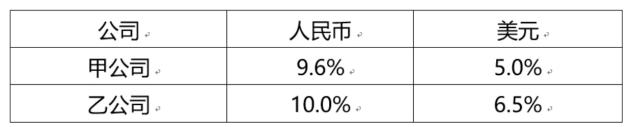 公司 人民币 美元
甲公司 9.6% 5.0%
乙公司 10.0% 6.5%